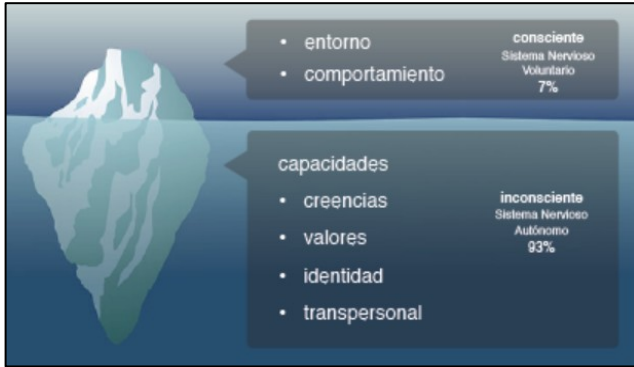 • entorno
• comportamiento
consciente
Sistema Nervioso
Voluntario
7%
capacidades
• creencias
• valores
• identidad
• transpersonal
inconsciente
Sistema Nervioso
Autónomo
93%